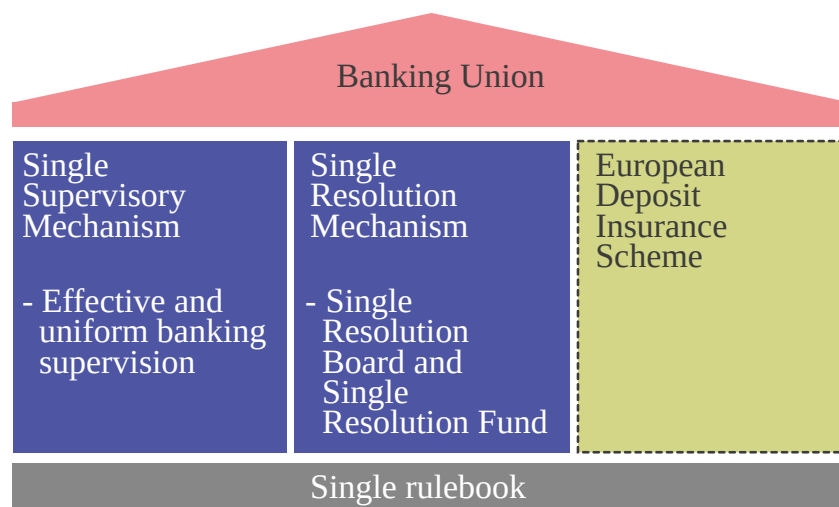 Banking Union
Single
Supervisory
Mechanism
- Effective and
uniform banking
supervision
Single
Resolution
Mechanism
- Single
Resolution
Board and
Single
Resolution Fund
European
Deposit
Insurance
Scheme
Single rulebook